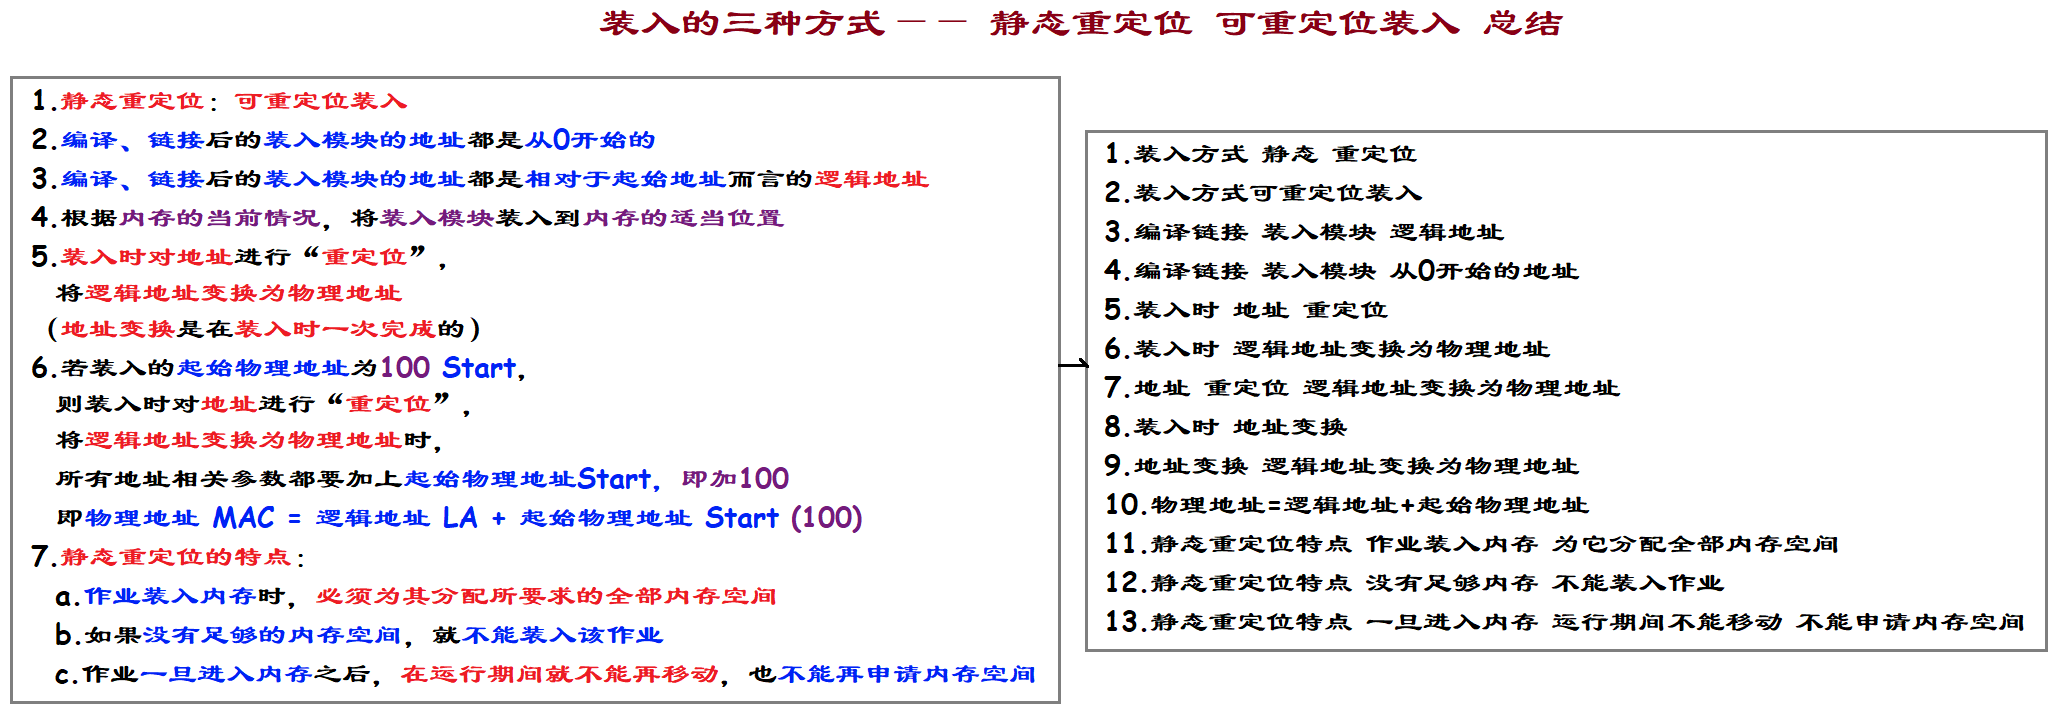 装入的三种方式—— 静态重定位 可重定位装入 总结
1.静态重定位：可重定位装入
2.编译、链接后的装入模块的地址都是从0开始的
3.编译、链接后的装入模块的地址都是相对于起始地址而言的逻辑地址
4.根据内存的当前情况，将装入模块装入到内存的适当位置
5.装入时对地址进行“重定位”，
将逻辑地址变换为物理地址
（地址变换是在装入时一次完成的）
6.若装入的起始物理地址为100 Start，
则装入时对地址进行“重定位”，
将逻辑地址变换为物理地址时，
所有地址相关参数都要加上起始物理地址Start，即加100
即物理地址 MAC = 逻辑地址 LA + 起始物理地址 Start (100)
7.静态重定位的特点：
a.作业装入内存时，必须为其分配所要求的全部内存空间
b.如果没有足够的内存空间，就不能装入该作业
c.作业一旦进入内存之后，在运行期间就不能再移动，也不能再申请内存空间
1.装入方式 静态 重定位
2.装入方式可重定位装入
3.编译链接 装入模块 逻辑地址
4.编译链接 装入模块 从0开始的地址
5.装入时 地址 重定位
6.装入时 逻辑地址变换为物理地址
7.地址 重定位 逻辑地址变换为物理地址
8.装入时 地址变换
9.地址变换 逻辑地址变换为物理地址
10.物理地址=逻辑地址+起始物理地址
11.静态重定位特点 作业装入内存 为它分配全部内存空间
12.静态重定位特点 没有足够内存 不能装入作业
13.静态重定位特点 一旦进入内存 运行期间不能移动 不能申请内存空间